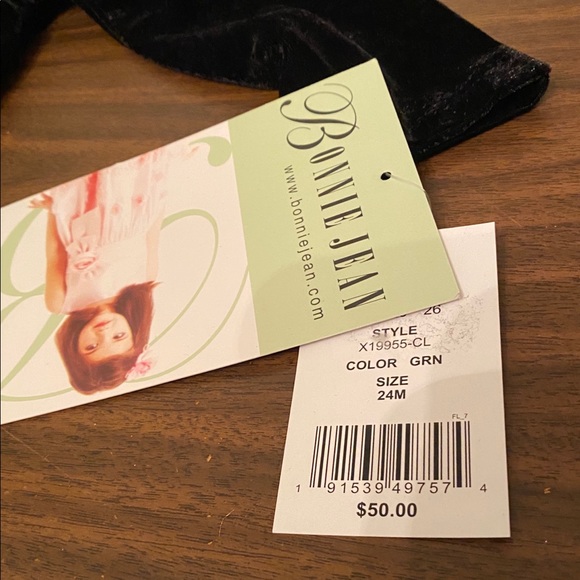 BONNIE JEAN
www.bonniejean.com
26
STYLE
X19955-CL
COLOR GRN
SIZE
24M
FL_7
1 91539 49757 4
$50.00